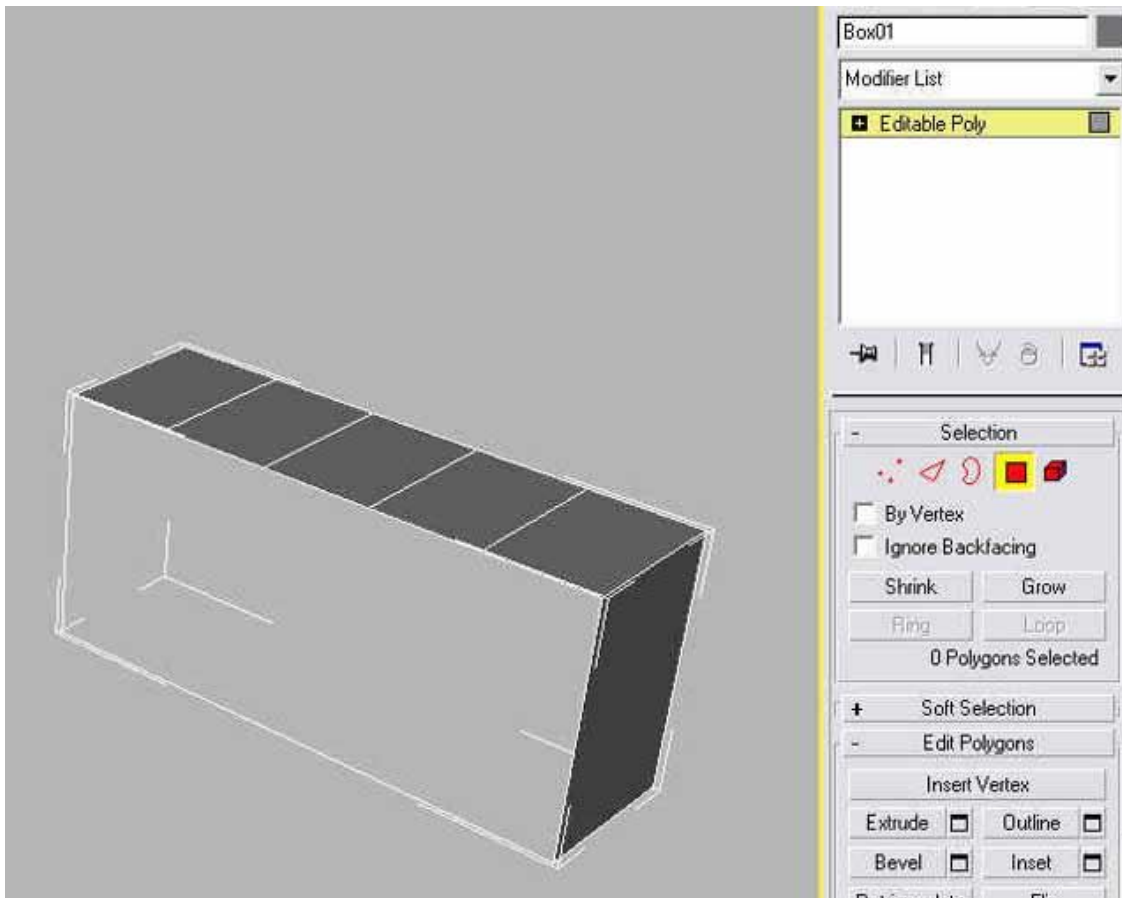 Box01
Modifier List
Editable Poly
- Selection
By Vertex
Ignore Backfacing
Shrink Grow
Ring Loop
0 Polygons Selected
+ Soft Selection
- Edit Polygons
Insert Vertex
Extrude Outline
Bevel Inset